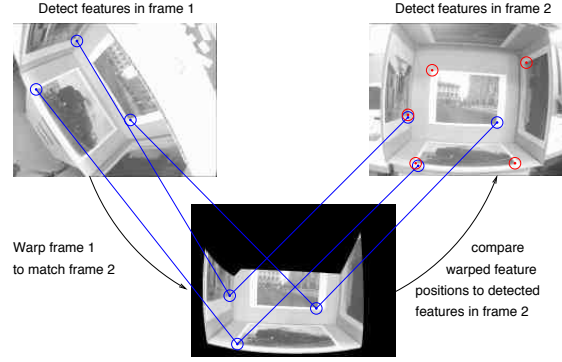 Detect features in frame 1
Detect features in frame 2
Warp frame 1
to match frame 2
compare
warped feature
positions to detected
features in frame 2